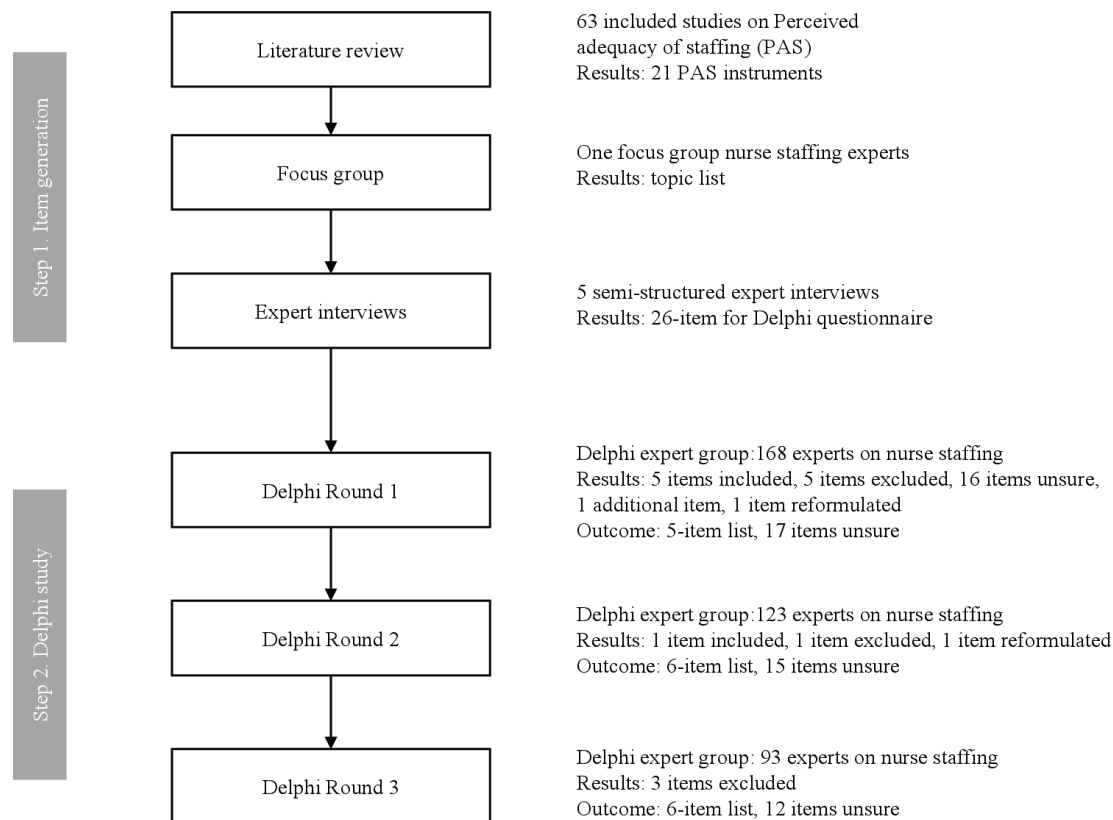 Step 1. Item generation
Literature review
63 included studies on Perceived
adequacy of staffing (PAS)
Results: 21 PAS instruments
Focus group
One focus group nurse staffing experts
Results: topic list
Expert interviews
5 semi-structured expert interviews
Results: 26-item for Delphi questionnaire
Step 2. Delphi study
Delphi Round 1
Delphi expert group:168 experts on nurse staffing
Results: 5 items included, 5 items excluded, 16 items unsure,
1 additional item, 1 item reformulated
Outcome: 5-item list, 17 items unsure
Delphi Round 2
Delphi expert group:123 experts on nurse staffing
Results: 1 item included, 1 item excluded, 1 item reformulated
Outcome: 6-item list, 15 items unsure
Delphi Round 3
Delphi expert group: 93 experts on nurse staffing
Results: 3 items excluded
Outcome: 6-item list, 12 items unsure